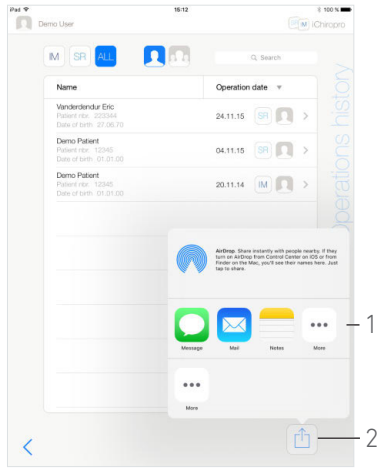 iPad
15:12
100 %
Demo User
SR IM iChiropro
IM SR ALL
Search
Name
Operation date
operations history
Vanderdendur Eric
Patient nbr. 223344
Date of birth 27.06.70
24.11.15 SR
Demo Patient
Patient nbr. 12345
Date of birth 01.01.00
04.11.15 SR
Demo Patient
Patient nbr. 12345
Date of birth 01.01.00
20.11.14 IM
AirDrop. Share instantly with people nearby. If they
turn on AirDrop from Control Center on iOS or from
Finder on the Mac, you'll see their names here. Just
tap to share.
Message Mail Notes More
1
More
2